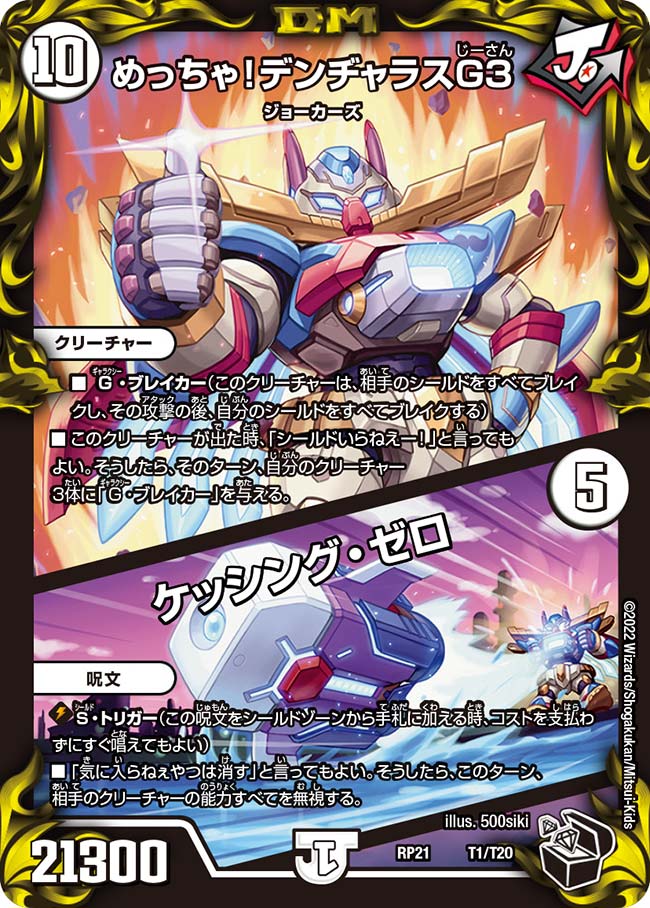 DM
10
めっちゃ!デンヂャラスG3
じーさん
ジョーカーズ
J
クリーチャー
■ G・ブレイカー(このクリーチャーは、相手のシールドをすべてブレイ
クし、その攻撃の後、自分のシールドをすべてブレイクする)
■ このクリーチャーが出た時、「シールドいらねえー!」と言っても
よい。そうしたら、そのターン、自分のクリーチャー
3体に「G・ブレイカー」を与える。
5
ケッシング・ゼロ
呪文
S・トリガー(この呪文をシールドゾーンから手札に加える時、コストを支払わ
ずにすぐ唱えてもよい)
■ 「気に入らねぇやつは消す」と言ってもよい。そうしたら、このターン、
相手のクリーチャーの能力すべてを無視する。
©2022 Wizards/Shogakukan/Mitsui-Kids
illus. 500siki
21300
RP21 T1/T20